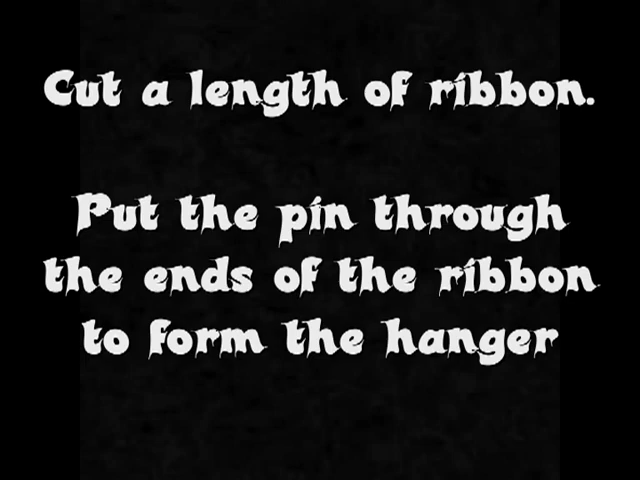 Cut a length of ribbon.
Put the pin through
the ends of the ribbon
to form the hanger